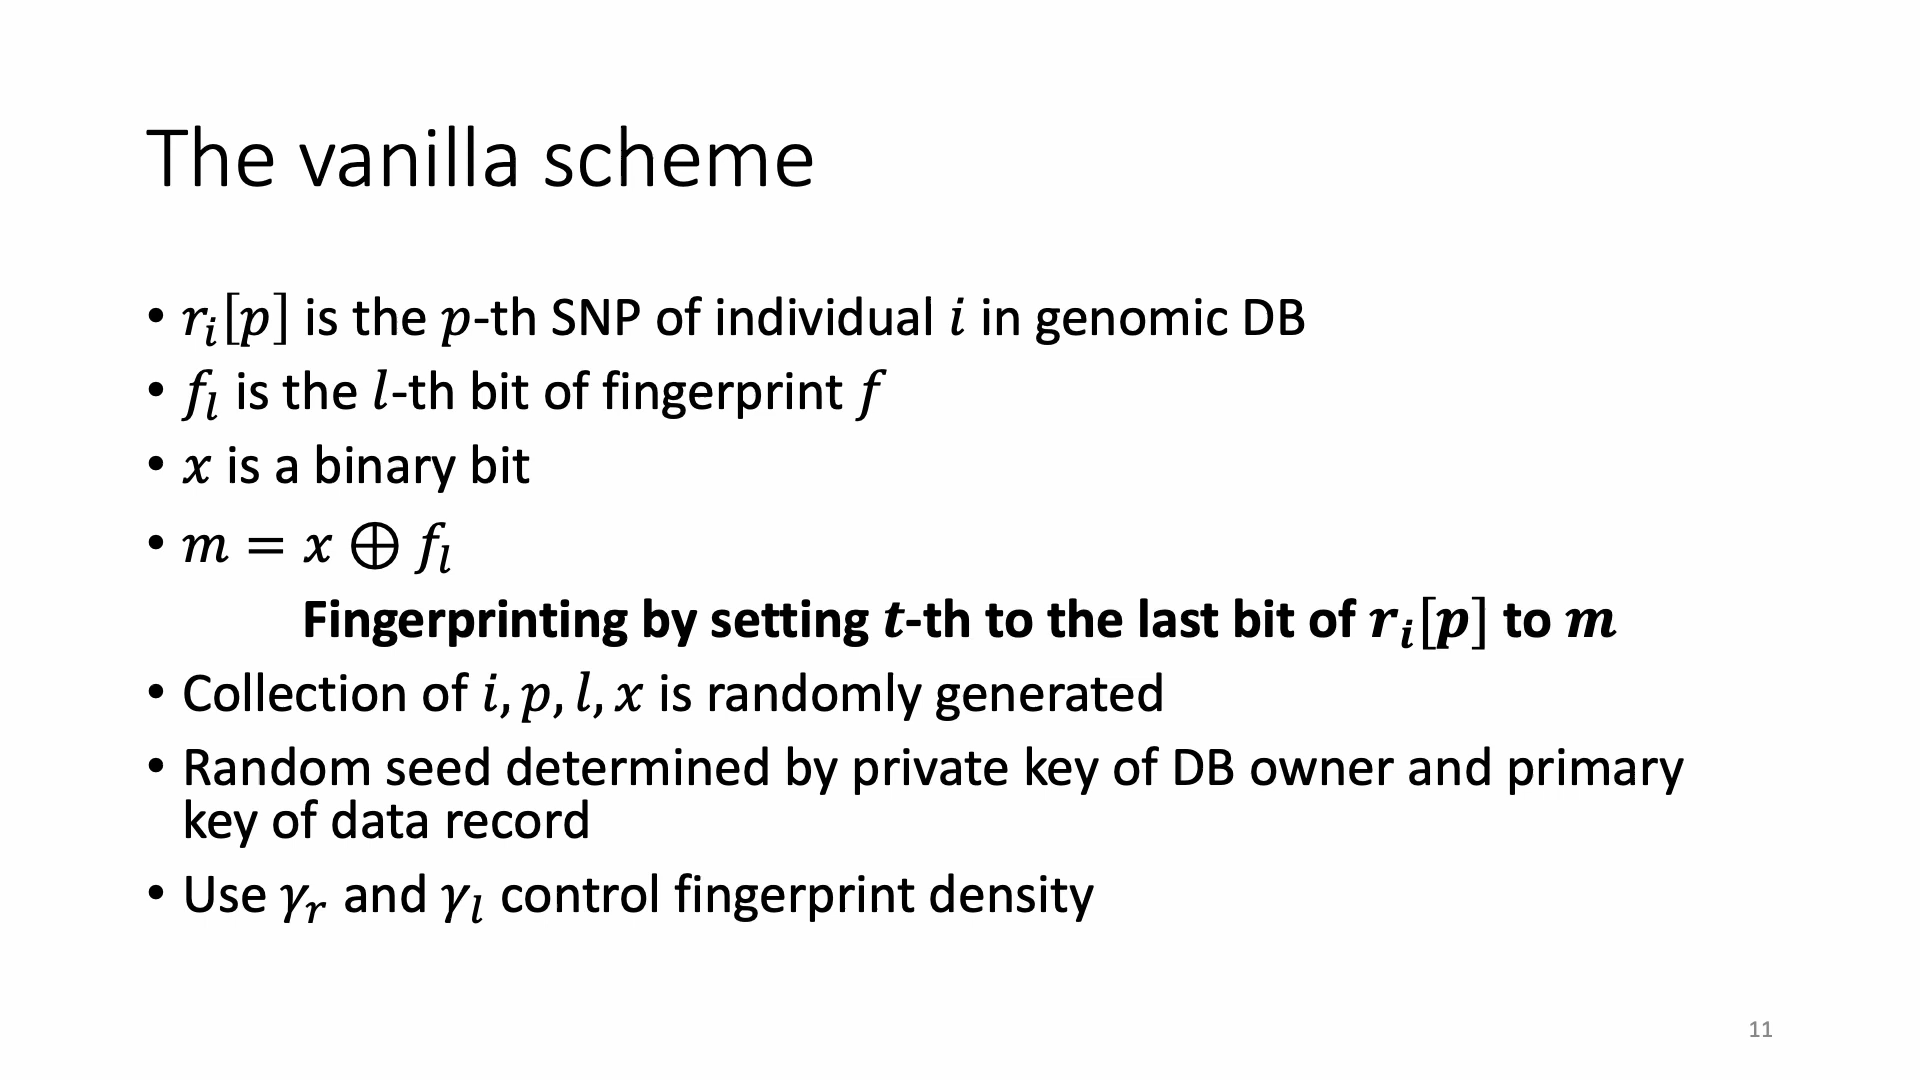 The vanilla scheme
• 𝑟ᵢ[𝑝] is the 𝑝-th SNP of individual 𝑖 in genomic DB
• 𝑓ₗ is the 𝑙-th bit of fingerprint 𝑓
• 𝑥 is a binary bit
• 𝑚 = 𝑥 ⊕ 𝑓ₗ
Fingerprinting by setting 𝒕-th to the last bit of 𝒓ᵢ[𝒑] to 𝒎
• Collection of 𝑖, 𝑝, 𝑙, 𝑥 is randomly generated
• Random seed determined by private key of DB owner and primary
key of data record
• Use 𝛾ᵣ and 𝛾ₗ control fingerprint density
11